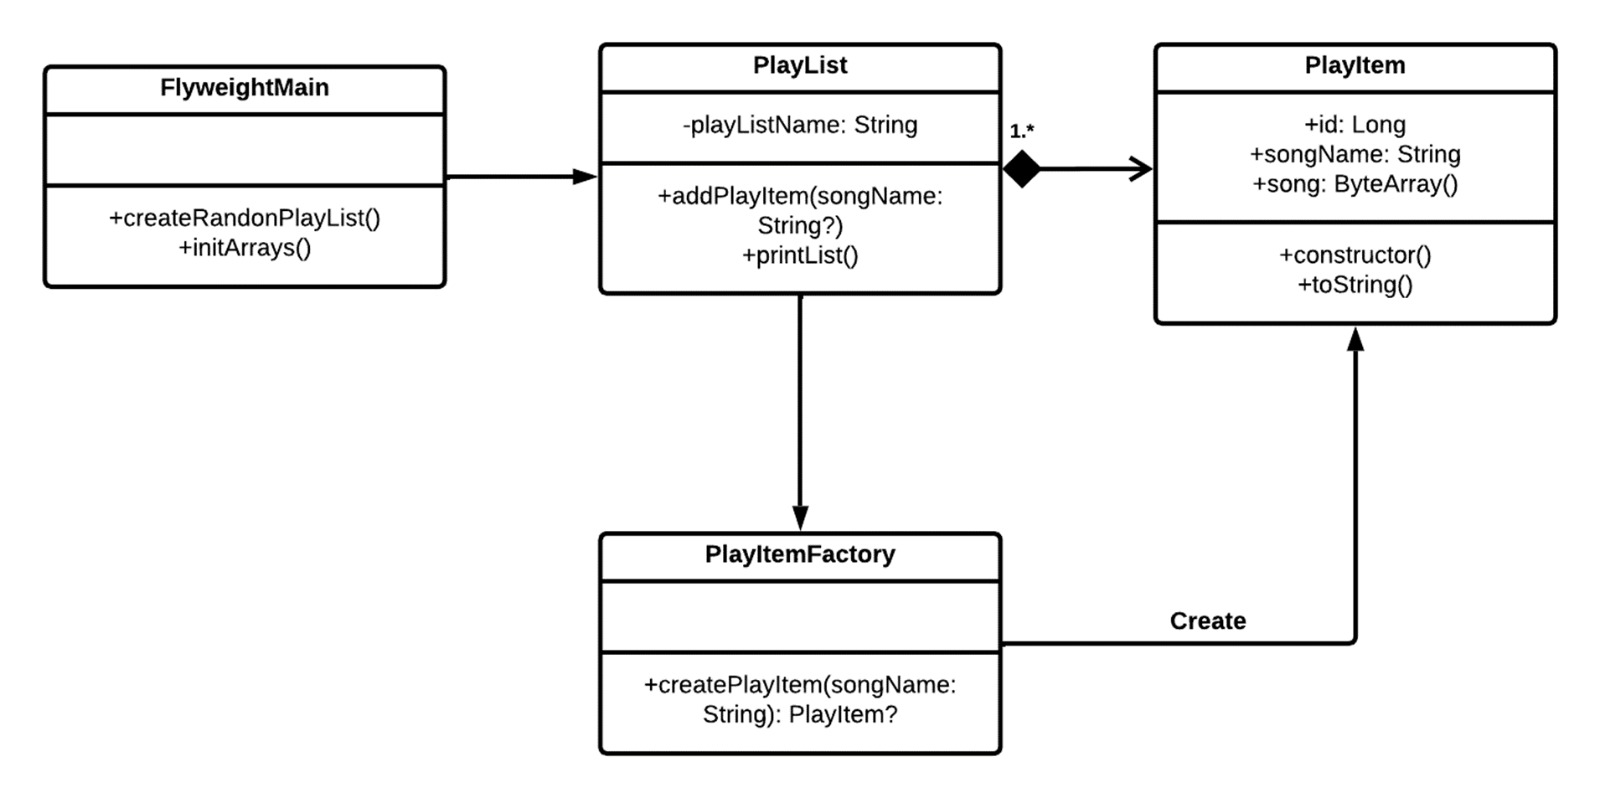 FlyweightMain
+createRandonPlayList()
+initArrays()
PlayList
-playListName: String
+addPlayItem(songName:
String?)
+printList()
1.*
PlayItem
+id: Long
+songName: String
+song: ByteArray()
+constructor()
+toString()
PlayItemFactory
+createPlayItem(songName:
String): PlayItem?
Create